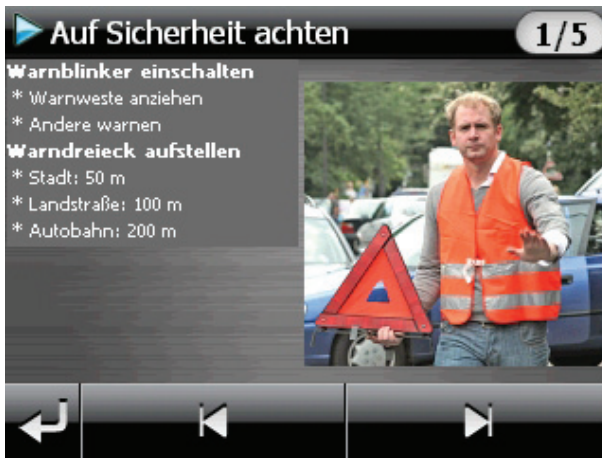 Auf Sicherheit achten
1/5
Warnblinker einschalten
* Warnweste anziehen
* Andere warnen
Warndreieck aufstellen
* Stadt: 50 m
* Landstraße: 100 m
* Autobahn: 200 m